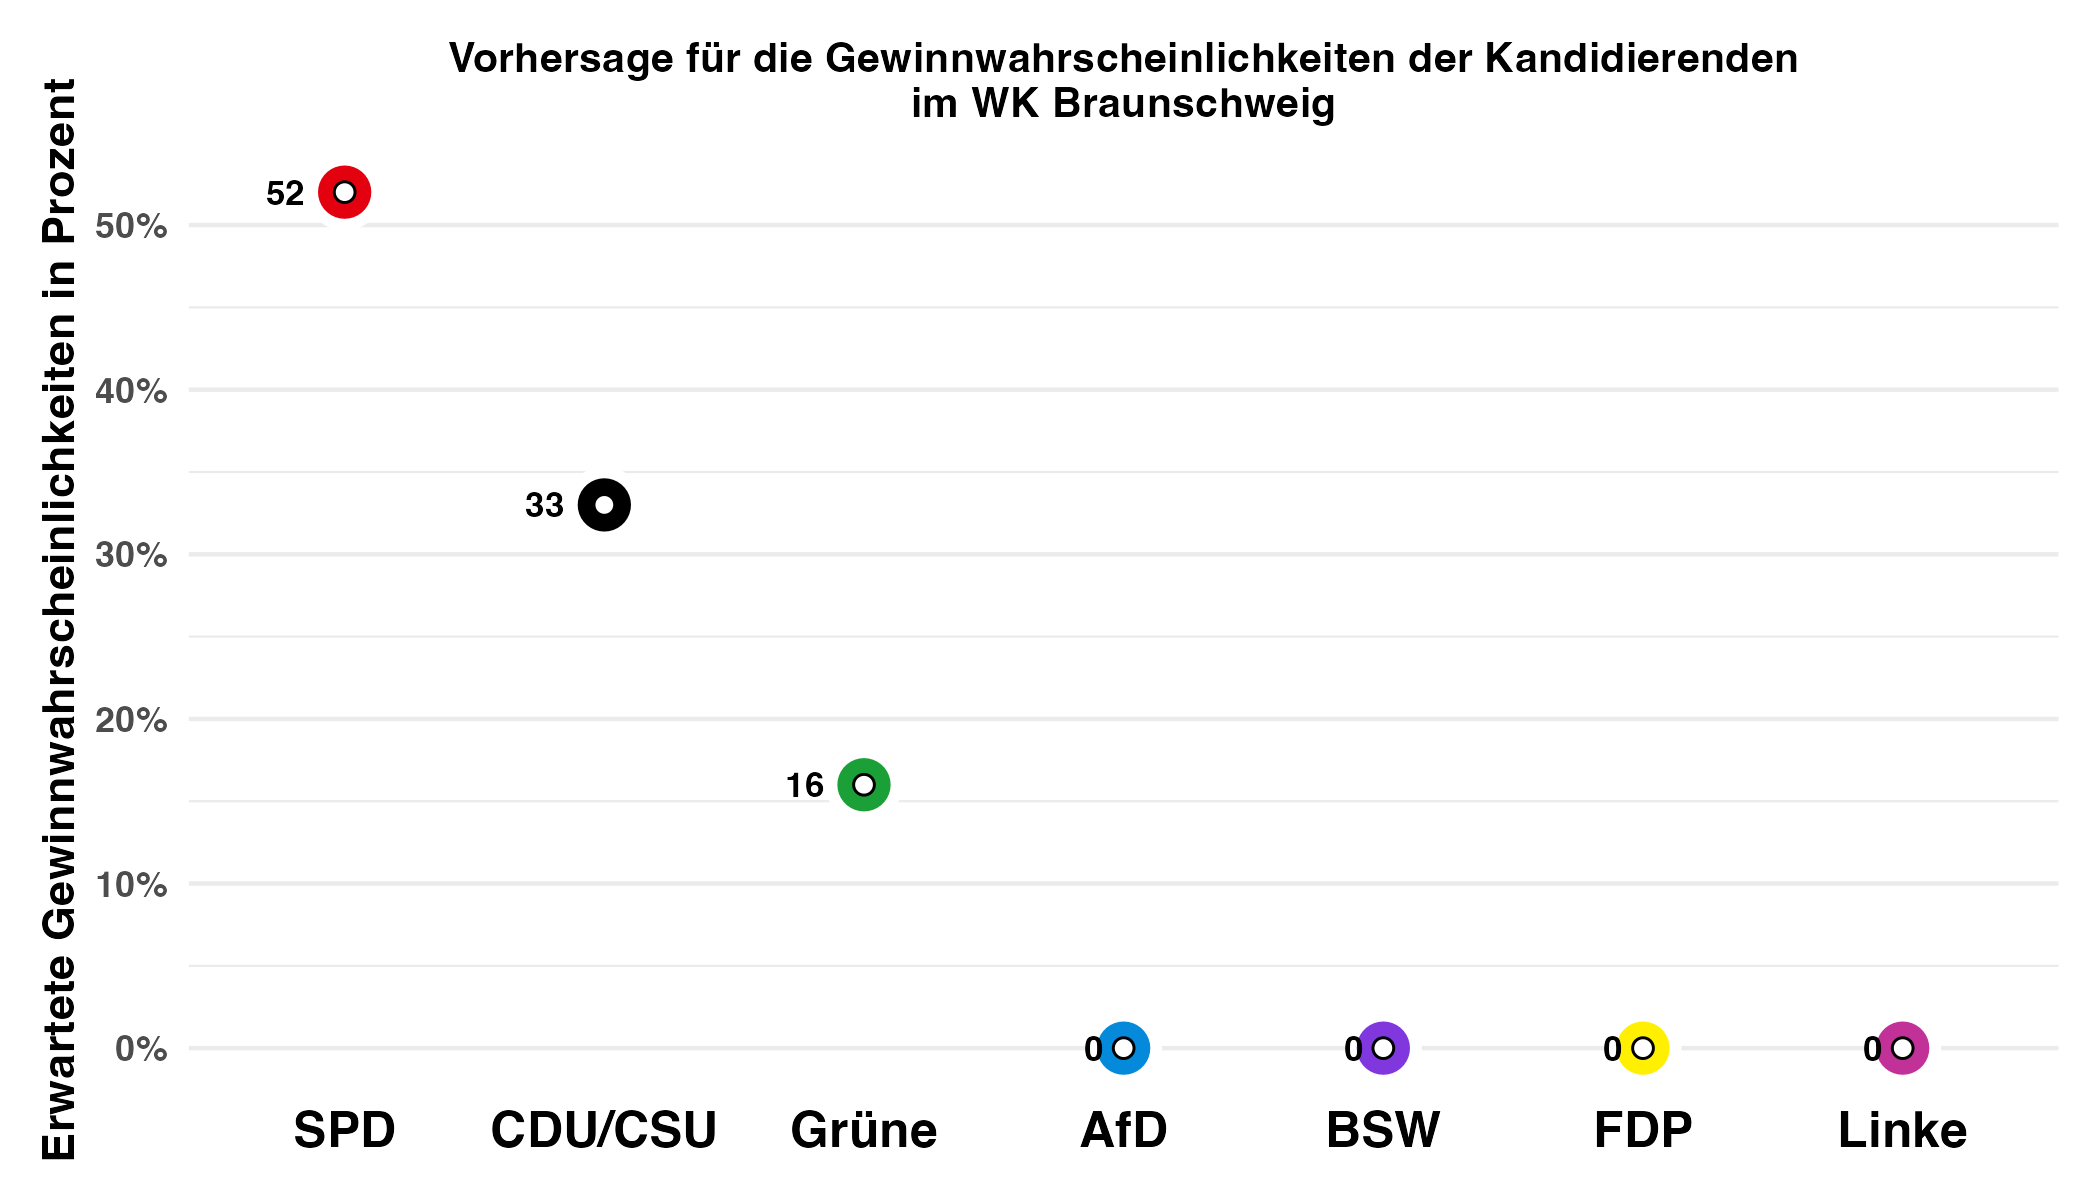 Vorhersage für die Gewinnwahrscheinlichkeiten der Kandidierenden
im WK Braunschweig
Erwartete Gewinnwahrscheinlichkeiten in Prozent
50%
40%
30%
20%
10%
0%
52
33
16
0
0
0
0
SPD
CDU/CSU
Grüne
AfD
BSW
FDP
Linke